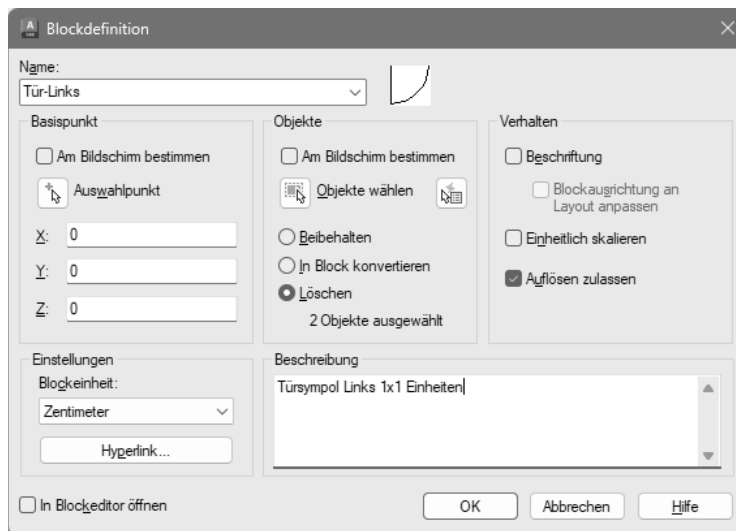 Blockdefinition
Name:
Tür-Links
Basispunkt
Am Bildschirm bestimmen
Auswahlpunkt
X: 0
Y: 0
Z: 0
Objekte
Am Bildschirm bestimmen
Objekte wählen
Beibehalten
In Block konvertieren
Löschen
2 Objekte ausgewählt
Verhalten
Beschriftung
Blockausrichtung an
Layout anpassen
Einheitlich skalieren
Auflösen zulassen
Einstellungen
Blockeinheit:
Zentimeter
Hyperlink...
Beschreibung
Türsympol Links 1x1 Einheiten
In Blockeditor öffnen
OK
Abbrechen
Hilfe